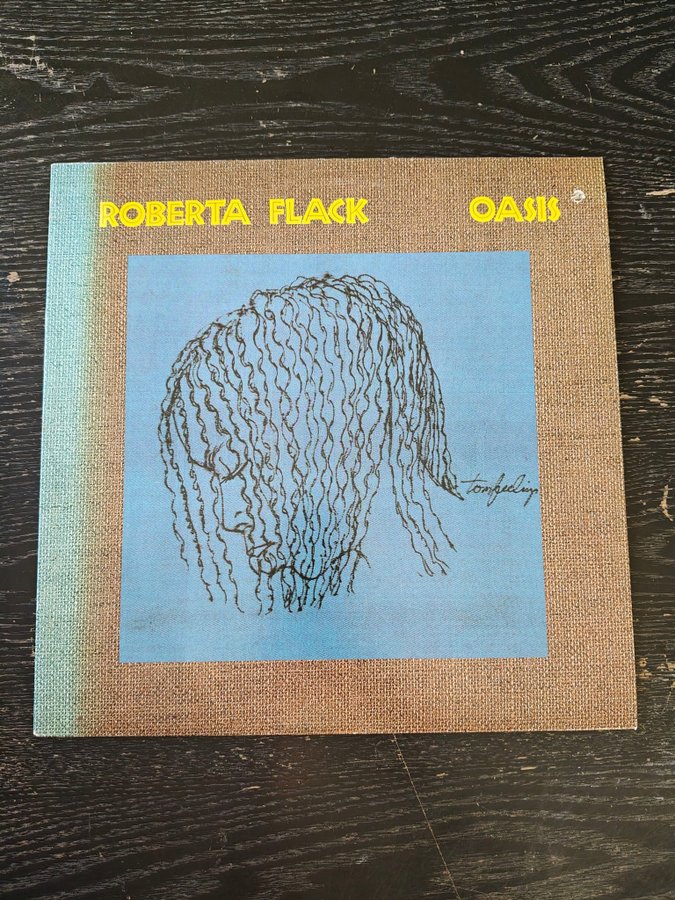 ROBERTA FLACK OASIS
tomfeelings